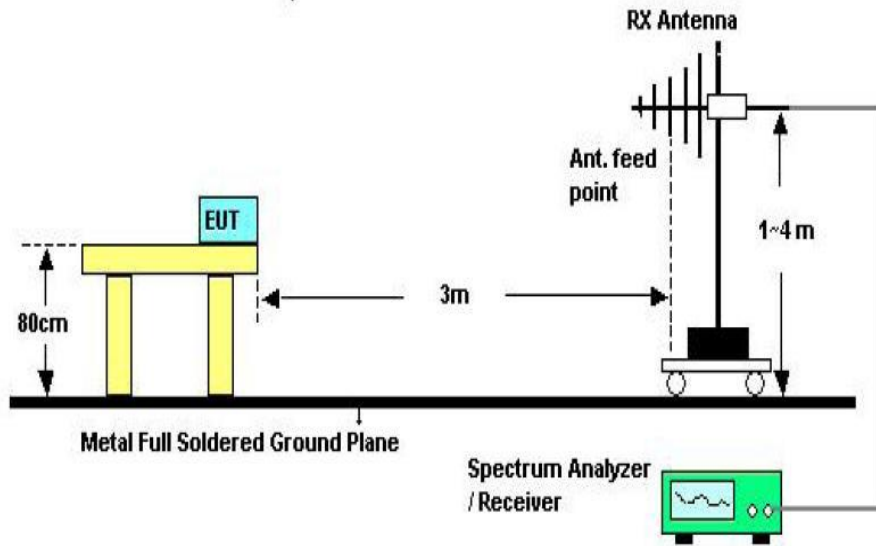 RX Antenna
Ant. feed
point
EUT
1~4 m
3m
80cm
Metal Full Soldered Ground Plane
Spectrum Analyzer
/ Receiver